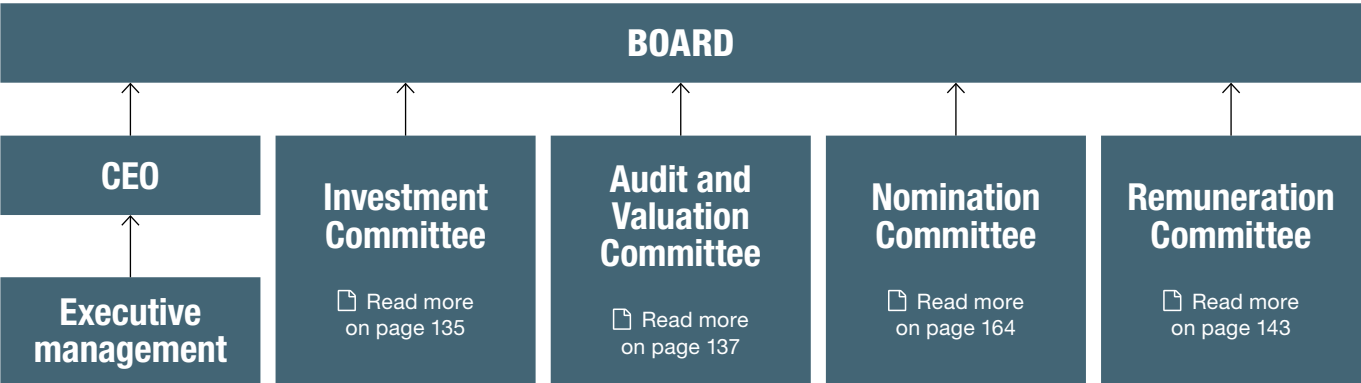 BOARD
CEO
Executive
management
Investment
Committee
Read more
on page 135
Audit and
Valuation
Committee
Read more
on page 137
Nomination
Committee
Read more
on page 164
Remuneration
Committee
Read more
on page 143